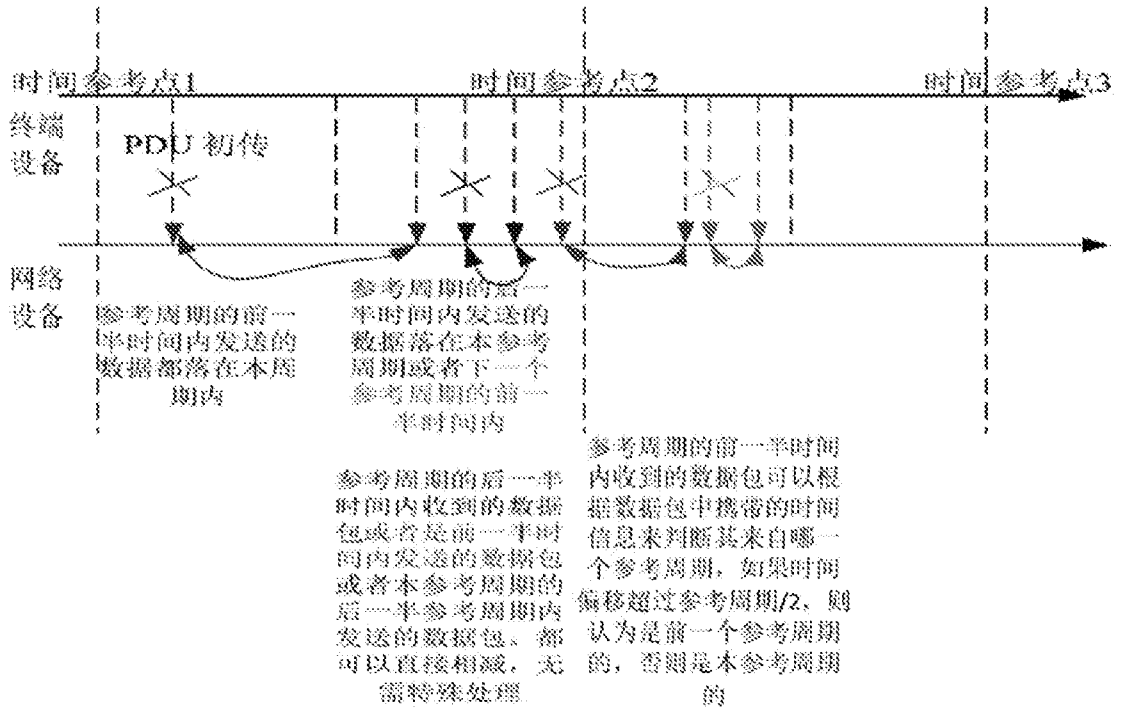 时间参考点1
时间参考点2
时间参考点3
终端
设备
PDU 初传
网络
设备
参考周期的前一
半时间内发送的
数据都落在本周
期内
参考周期的后一
半时间内发送的
数据落在本参考
周期或者下一个
参考周期的前一
半时间内
参考周期的后一半
时间内收到的数据
包或者是前一半时
间内发送的数据包
或者本参考周期的
后一半参考周期内
发送的数据包，都
可以直接相减，无
需特殊处理
参考周期的前一半时间
内收到的数据包可以根
据数据包中携带的时间
信息来判断其来自哪一
个参考周期，如果时间
偏移超过参考周期/2，则
认为是前一个参考周期
的，否则是本参考周期
的